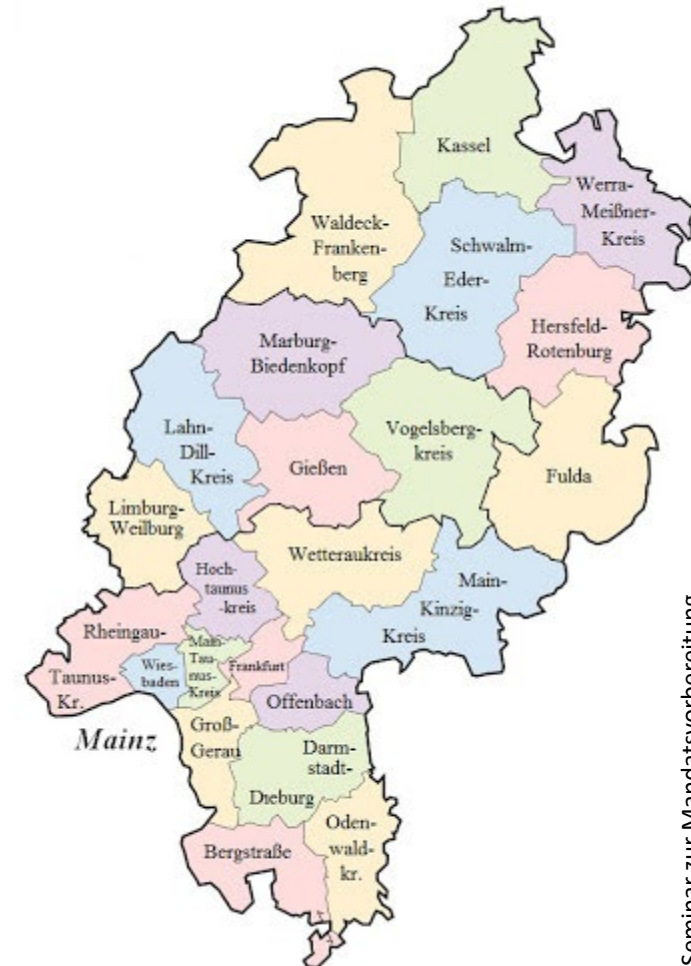 Kassel
Werra-
Meißner-
Kreis
Waldeck-
Franken-
berg
Schwalm-
Eder-
Kreis
Hersfeld-
Rotenburg
Marburg-
Biedenkopf
Lahn-
Dill-
Kreis
Gießen
Vogelsberg-
kreis
Fulda
Limburg-
Weilburg
Wetteraukreis
Hoch-
taunus
-kreis
Main-
Kinzig-
Kreis
Rheingau-
Taunus-
Kr.
Wies-
baden
Main-
Tau-
nus-
Kreis
Frankfurt
Offenbach
Mainz
Groß-
Gerau
Darm-
stadt-
Dieburg
Oden-
wald-
kr.
Bergstraße
Seminar zur Mandatsvorbereitung